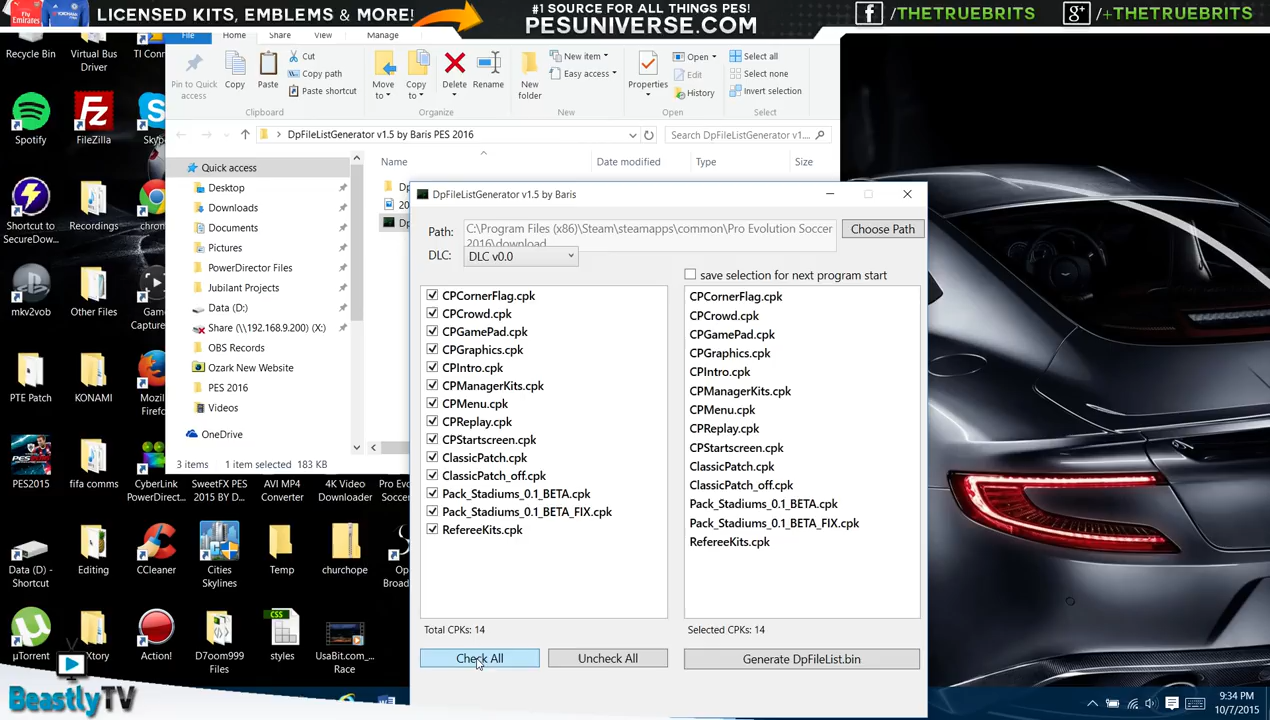 LICENSED KITS, EMBLEMS & MORE!
#1 SOURCE FOR ALL THINGS PES!
PESUNIVERSE.COM
/THETRUEBRITS
/+THETRUEBRITS
File
Home
Share
View
Manage
Pin to Quick access
Copy
Paste
Cut
Copy path
Paste shortcut
Move to
Copy to
Delete
Rename
New folder
New item
Easy access
Properties
Open
Edit
History
Select all
Select none
Invert selection
Clipboard
Organize
New
Open
Select
DpFileListGenerator v1.5 by Baris PES 2016
Search DpFileListGenerator v1....
Name
Date modified
Type
Size
Quick access
Desktop
Downloads
Documents
Pictures
PowerDirector Files
Jubilant Projects
Data (D:)
Share (\\192.168.9.200) (X:)
OBS Records
Ozark New Website
PES 2016
Videos
OneDrive
3 items
1 item selected 183 KB
DpFileListGenerator v1.5 by Baris
Path:
C:\Program Files (x86)\Steam\steamapps\common\Pro Evolution Soccer
2016\download
Choose Path
DLC:
DLC v0.0
save selection for next program start
CPCornerFlag.cpk
CPCrowd.cpk
CPGamePad.cpk
CPGraphics.cpk
CPIntro.cpk
CPManagerKits.cpk
CPMenu.cpk
CPReplay.cpk
CPStartscreen.cpk
ClassicPatch.cpk
ClassicPatch_off.cpk
Pack_Stadiums_0.1_BETA.cpk
Pack_Stadiums_0.1_BETA_FIX.cpk
RefereeKits.cpk
CPCornerFlag.cpk
CPCrowd.cpk
CPGamePad.cpk
CPGraphics.cpk
CPIntro.cpk
CPManagerKits.cpk
CPMenu.cpk
CPReplay.cpk
CPStartscreen.cpk
ClassicPatch.cpk
ClassicPatch_off.cpk
Pack_Stadiums_0.1_BETA.cpk
Pack_Stadiums_0.1_BETA_FIX.cpk
RefereeKits.cpk
Total CPKs: 14
Selected CPKs: 14
Check All
Uncheck All
Generate DpFileList.bin
Recycle Bin
Virtual Bus
Driver
Spotify
FileZilla
Shortcut to
SecureDow...
Recordings
mkv2vob
Other Files
PTE Patch
KONAMI
PES2015
fifa comms
SweetFX PES
2015 BY D...
AVI MP4
Converter
4K Video
Downloader
CyberLink
PowerDirect...
Data (D) -
Shortcut
Editing
CCleaner
Cities
Skylines
Temp
churchope
µTorrent
Action!
D7oom999
Files
styles
UsaBit.com_...
Race
BeastlyTV
9:34 PM
10/7/2015